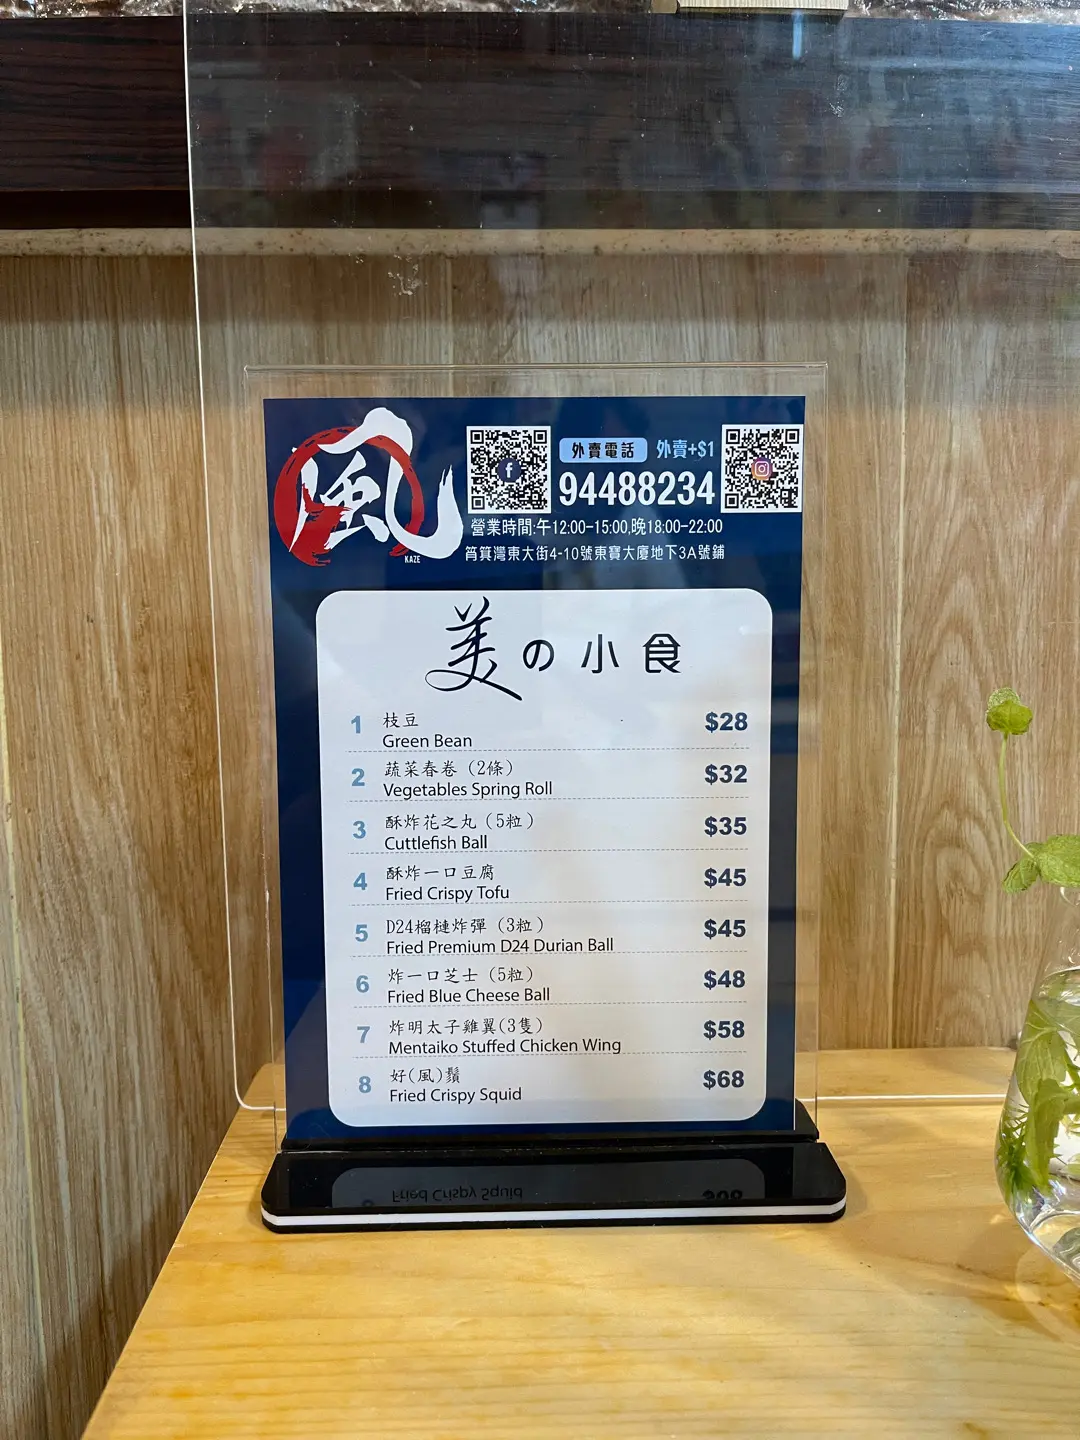 風
KAZE
外賣電話 外賣+$1
94488234
營業時間:午12:00-15:00,晚18:00-22:00
筲箕灣東大街4-10號東寶大廈地下3A號鋪
美の小食
1 枝豆 $28
Green Bean
2 蔬菜春卷（2條） $32
Vegetables Spring Roll
3 酥炸花之丸（5粒） $35
Cuttlefish Ball
4 酥炸一口豆腐 $45
Fried Crispy Tofu
5 D24榴槤炸彈（3粒） $45
Fried Premium D24 Durian Ball
6 炸一口芝士（5粒） $48
Fried Blue Cheese Ball
7 炸明太子雞翼(3隻) $58
Mentaiko Stuffed Chicken Wing
8 好(風)鬚 $68
Fried Crispy Squid